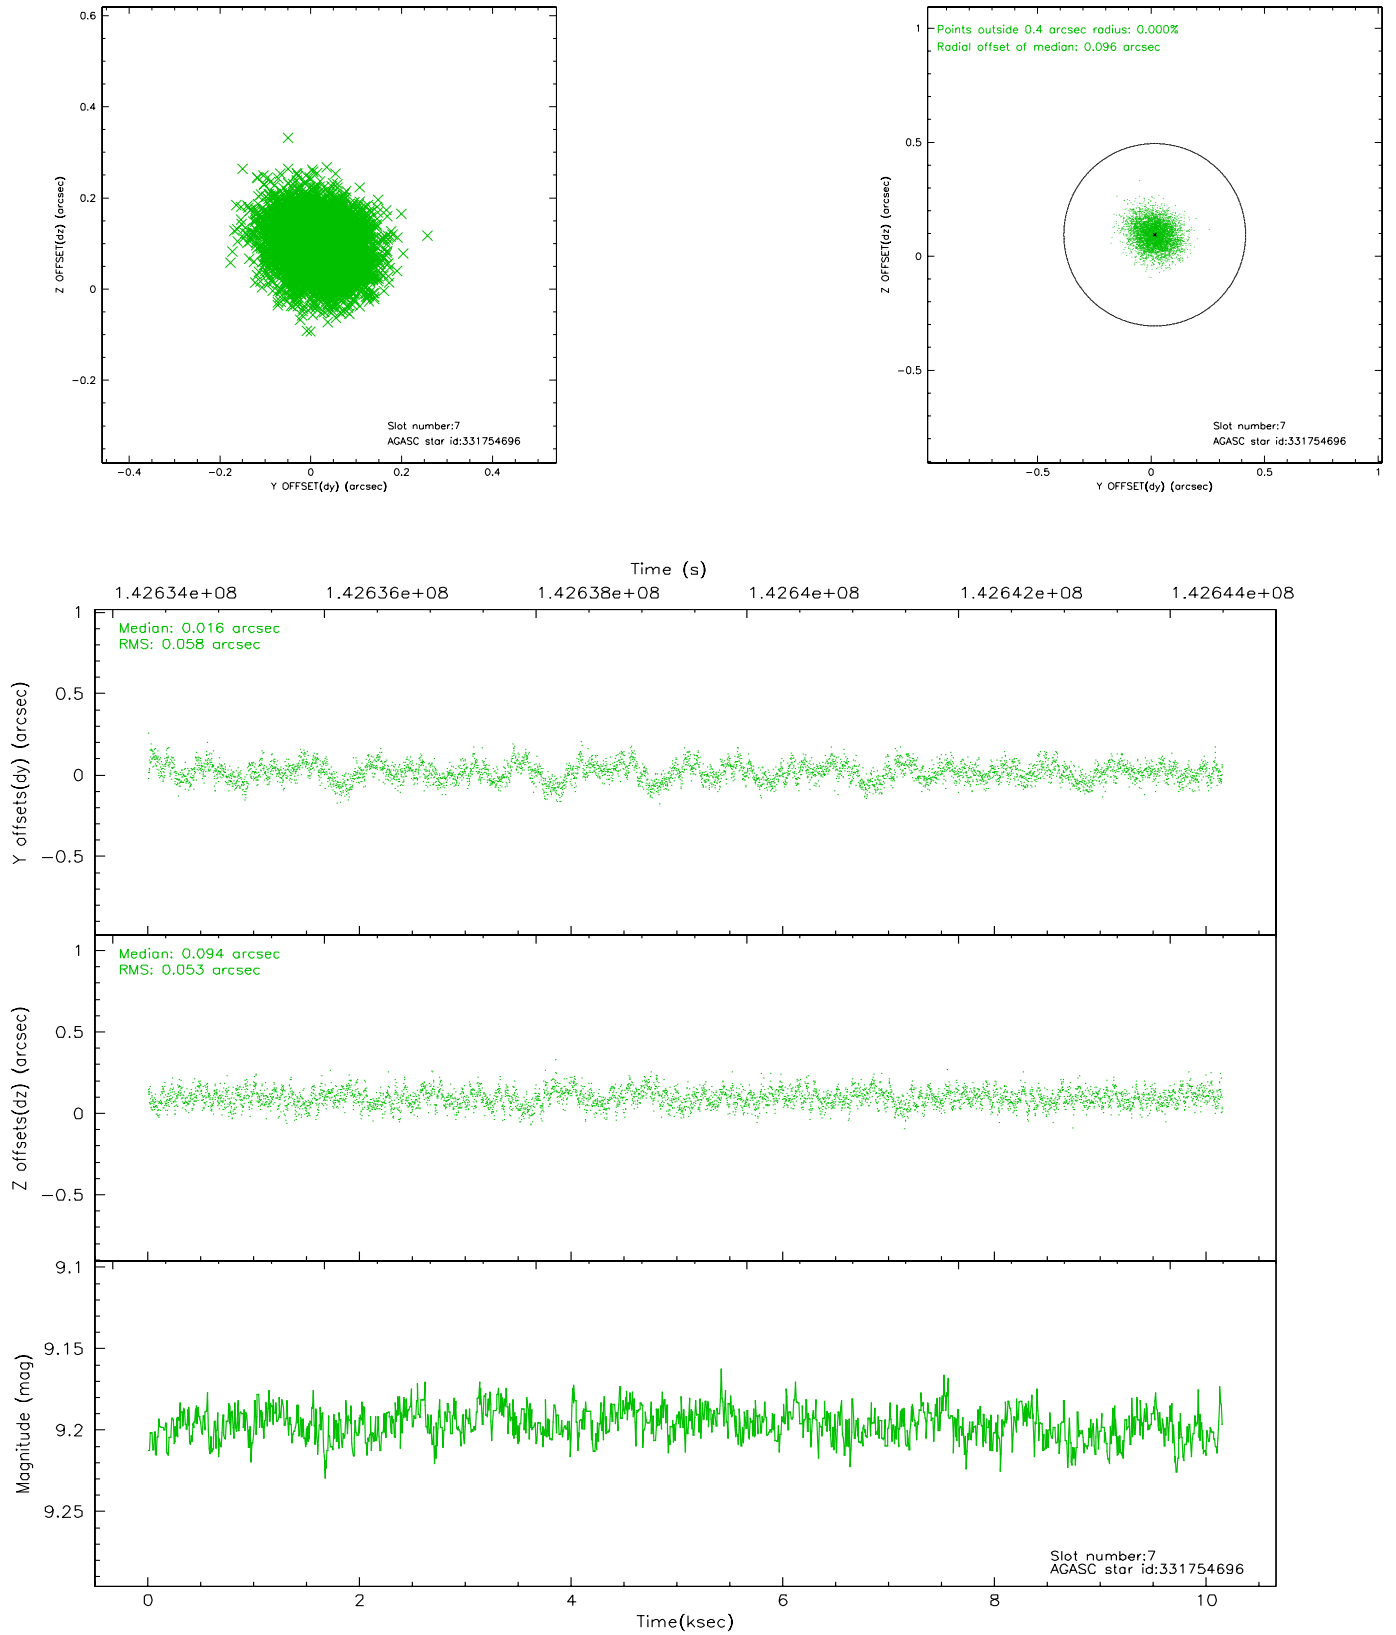 0.6
0.4
0.2
0
−0.2
Z OFFSET(dz) (arcsec)
Slot number:7
AGASC star id:331754696
−0.4 −0.2 0 0.2 0.4
Y OFFSET(dy) (arcsec)
Points outside 0.4 arcsec radius: 0.000%
Radial offset of median: 0.096 arcsec
1
0.5
0
−0.5
Z OFFSET(dz) (arcsec)
Slot number:7
AGASC star id:331754696
−0.5 0 0.5 1
Y OFFSET(dy) (arcsec)
Time (s)
1.42634e+08 1.42636e+08 1.42638e+08 1.4264e+08 1.42642e+08 1.42644e+08
Median: 0.016 arcsec
RMS: 0.058 arcsec
1
0.5
0
−0.5
Y offsets(dy) (arcsec)
Median: 0.094 arcsec
RMS: 0.053 arcsec
1
0.5
0
−0.5
Z offsets(dz) (arcsec)
9.1
9.15
9.2
9.25
Magnitude (mag)
Slot number:7
AGASC star id:331754696
0 2 4 6 8 10
Time(ksec)